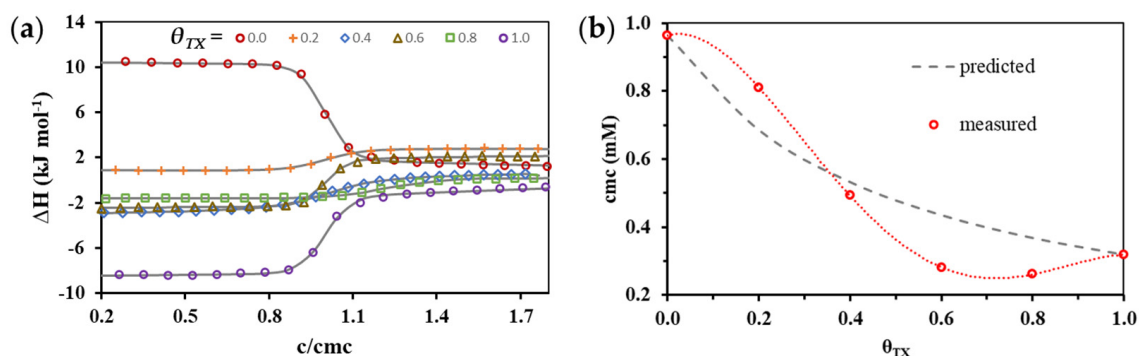 (a)
θTX = 0.0 0.2 0.4 0.6 0.8 1.0
14
10
6
2
-2
-6
-10
ΔH (kJ mol⁻¹)
0.2 0.5 0.8 1.1 1.4 1.7
c/cmc
(b)
1.0
0.8
0.6
0.4
0.2
cmc (mM)
predicted
measured
0.0 0.2 0.4 0.6 0.8 1.0
θTX